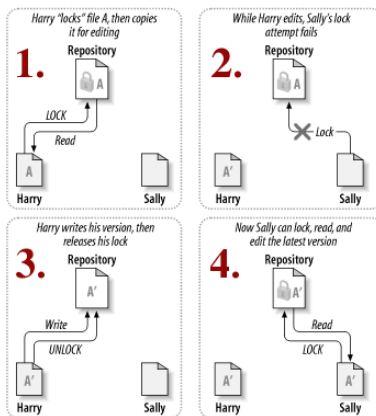 Harry "locks" file A, then copies
it for editing
Repository
1.
A
LOCK
Read
A
Harry
Sally
While Harry edits, Sally's lock
attempt fails
Repository
2.
A
Lock
A'
Harry
Sally
Harry writes his version, then
releases his lock
Repository
3.
A'
Write
UNLOCK
A'
Harry
Sally
Now Sally can lock, read, and
edit the latest version
Repository
4.
A'
Read
LOCK
A'
A'
Harry
Sally